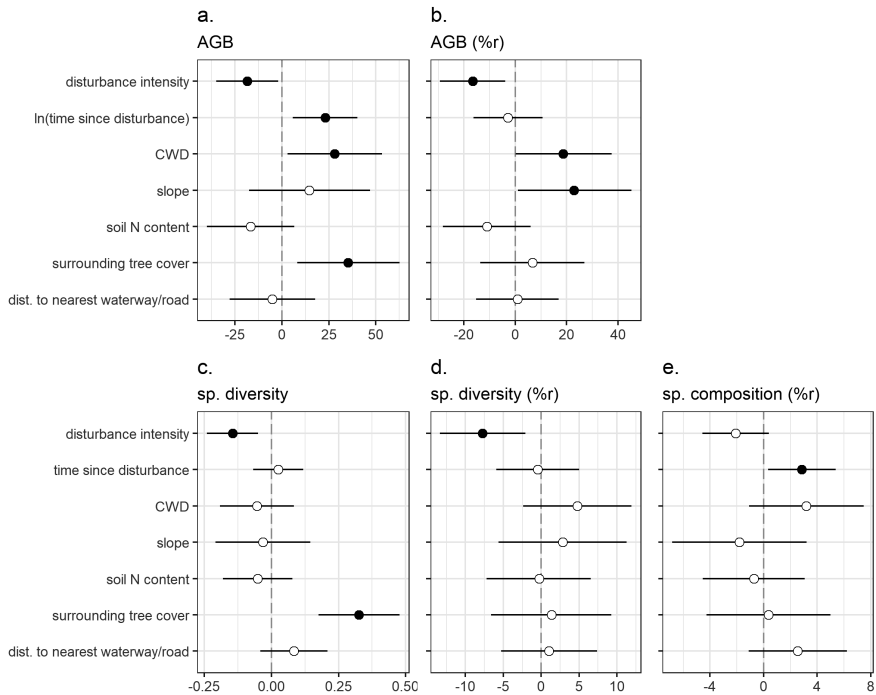 a.
AGB
b.
AGB (%r)
disturbance intensity
ln(time since disturbance)
CWD
slope
soil N content
surrounding tree cover
dist. to nearest waterway/road
-25 0 25 50
-20 0 20 40
c.
sp. diversity
d.
sp. diversity (%r)
e.
sp. composition (%r)
disturbance intensity
time since disturbance
CWD
slope
soil N content
surrounding tree cover
dist. to nearest waterway/road
-0.25 0.00 0.25 0.50
-10 -5 0 5 10
-4 0 4 8